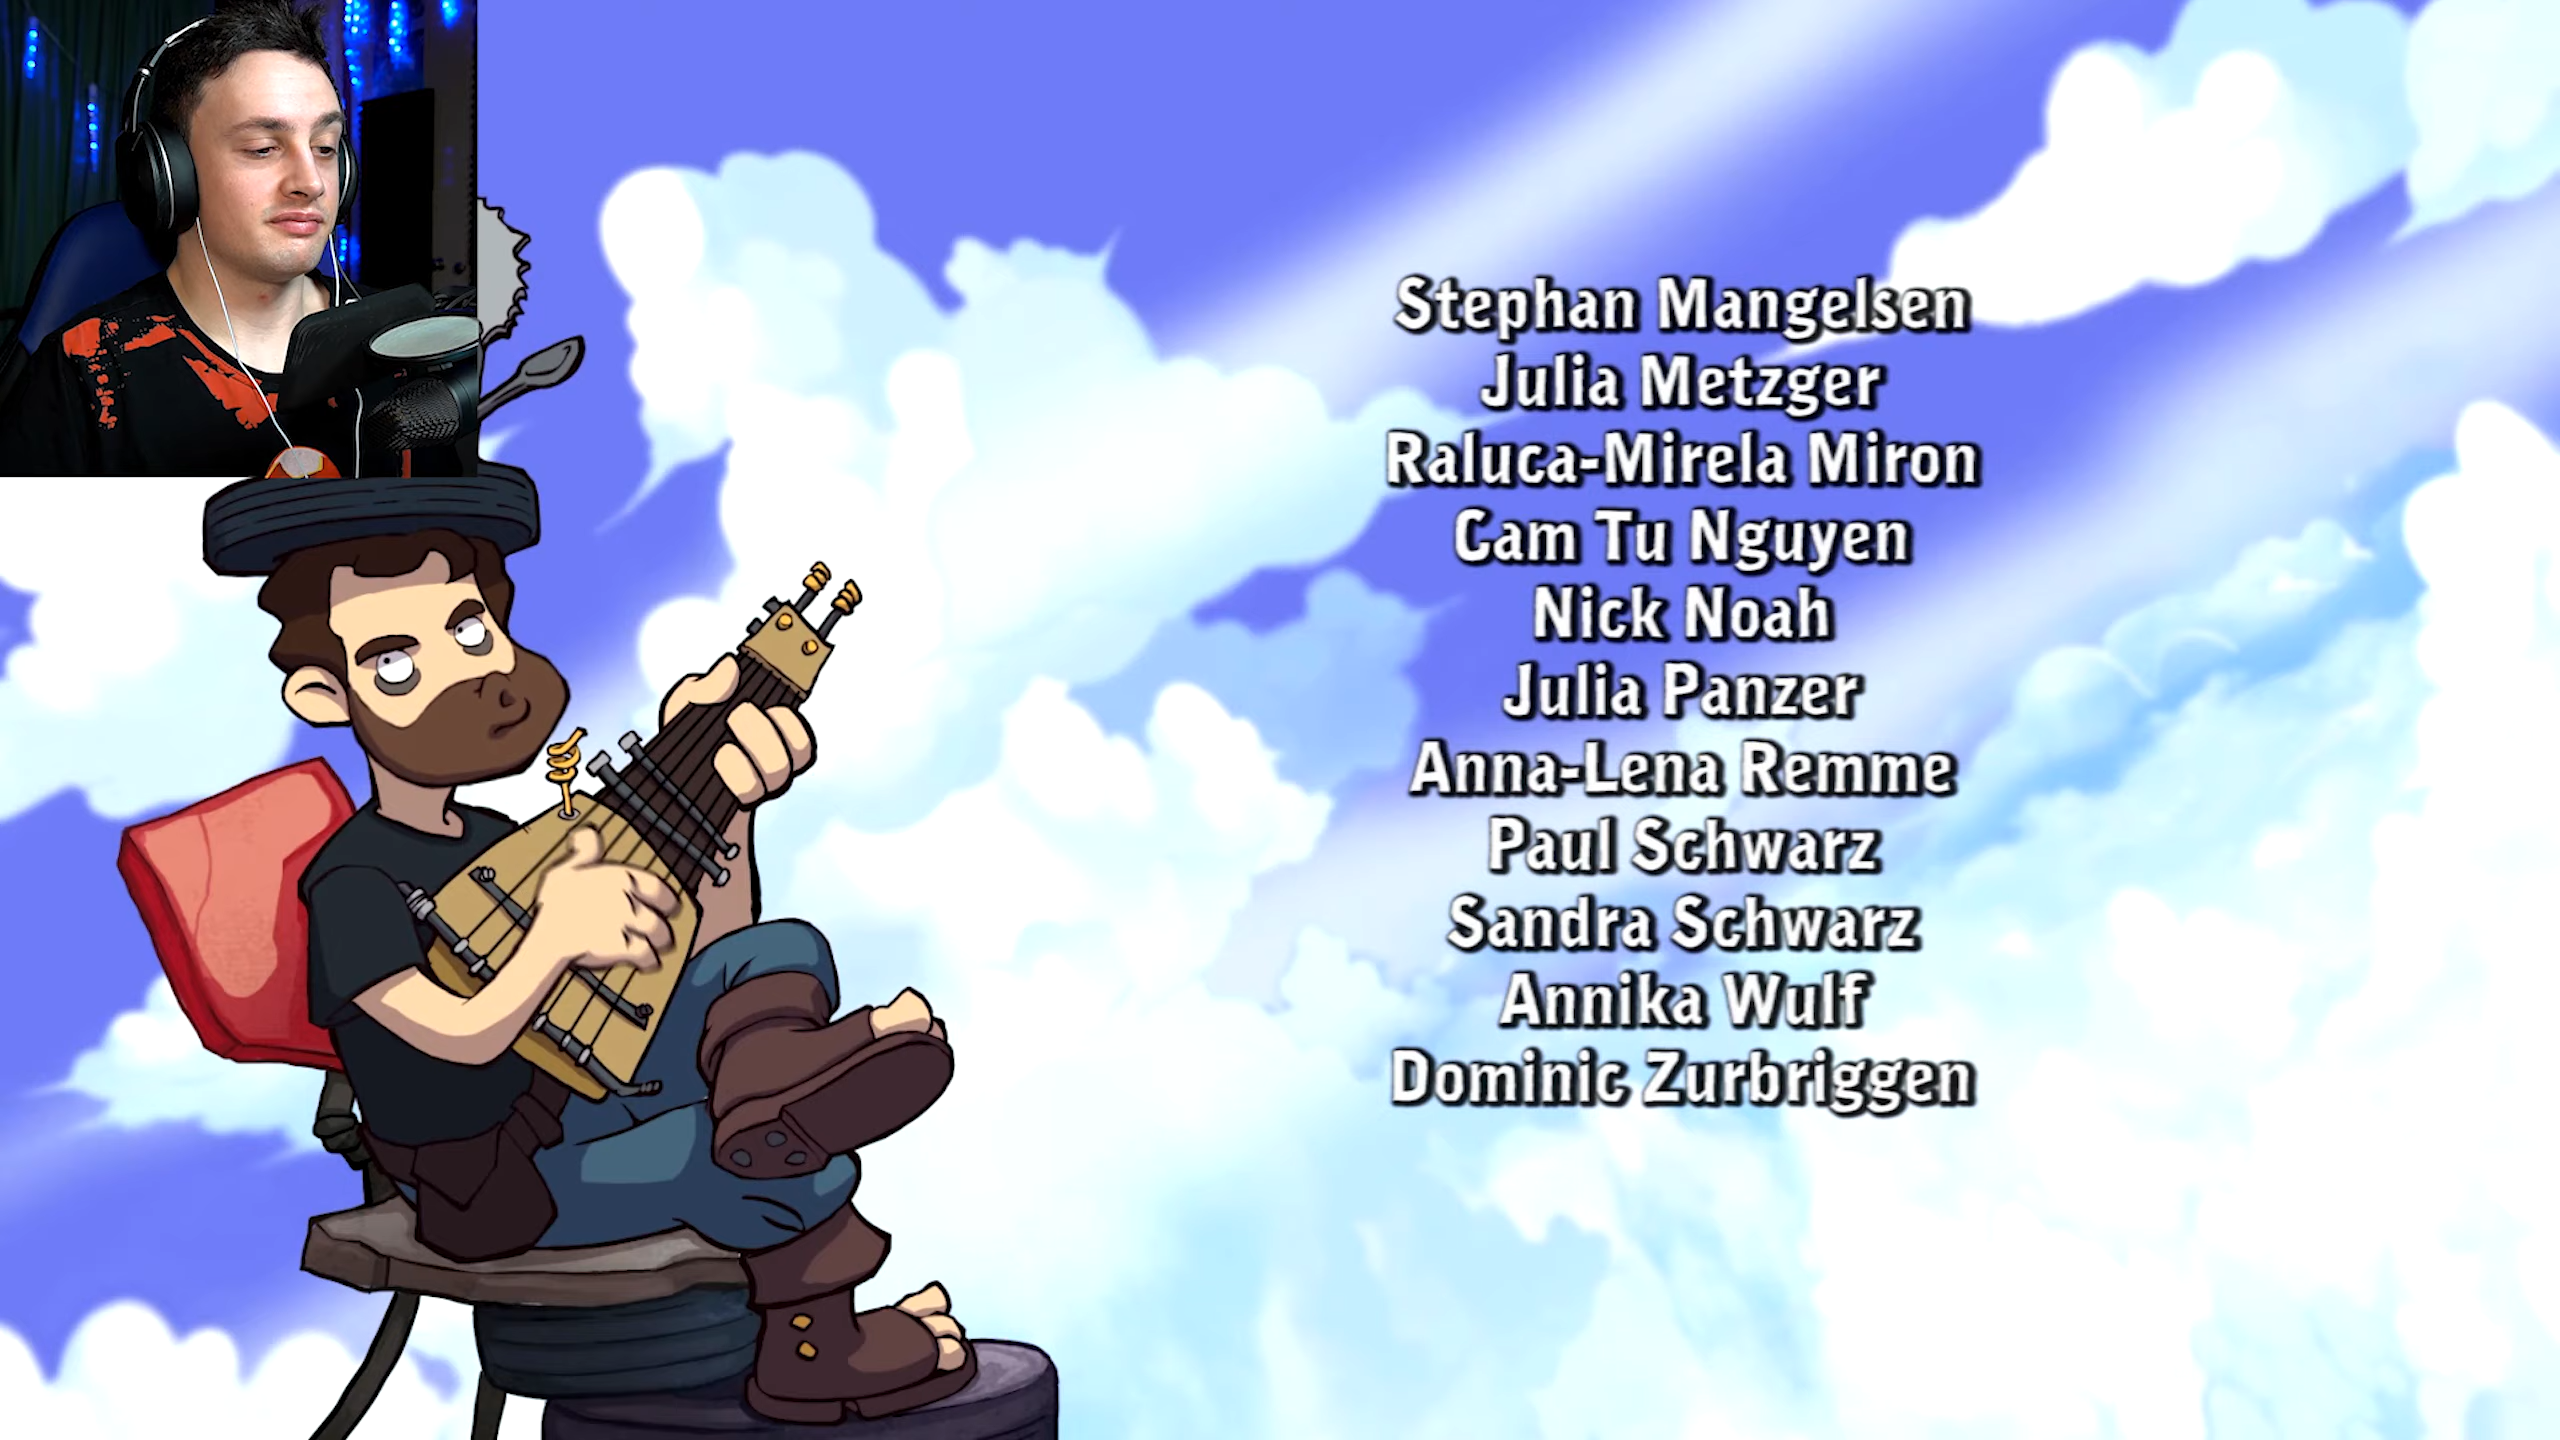 Stephan Mangelsen
Julia Metzger
Raluca-Mirela Miron
Cam Tu Nguyen
Nick Noah
Julia Panzer
Anna-Lena Remme
Paul Schwarz
Sandra Schwarz
Annika Wulf
Dominic Zurbriggen